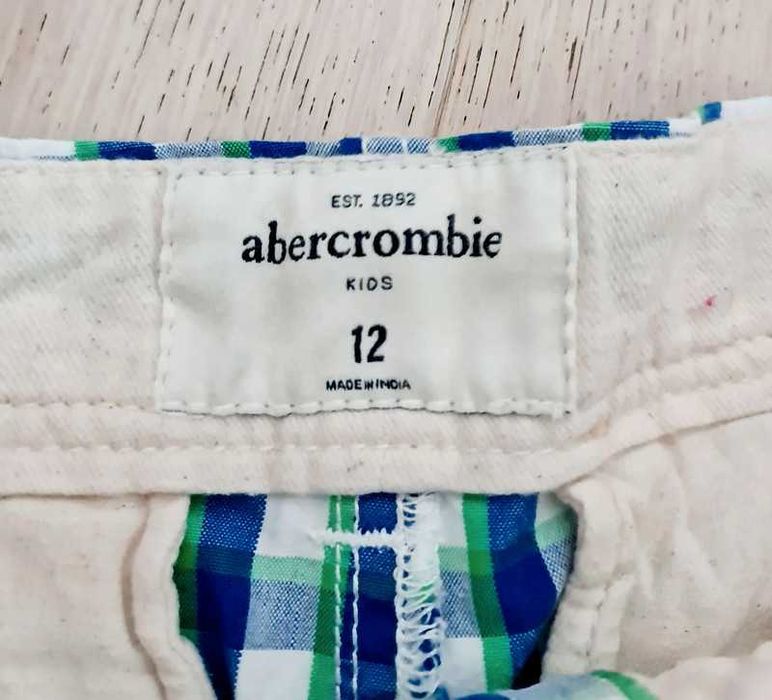 EST. 1892
abercrombie
KIDS
12
MADE IN INDIA